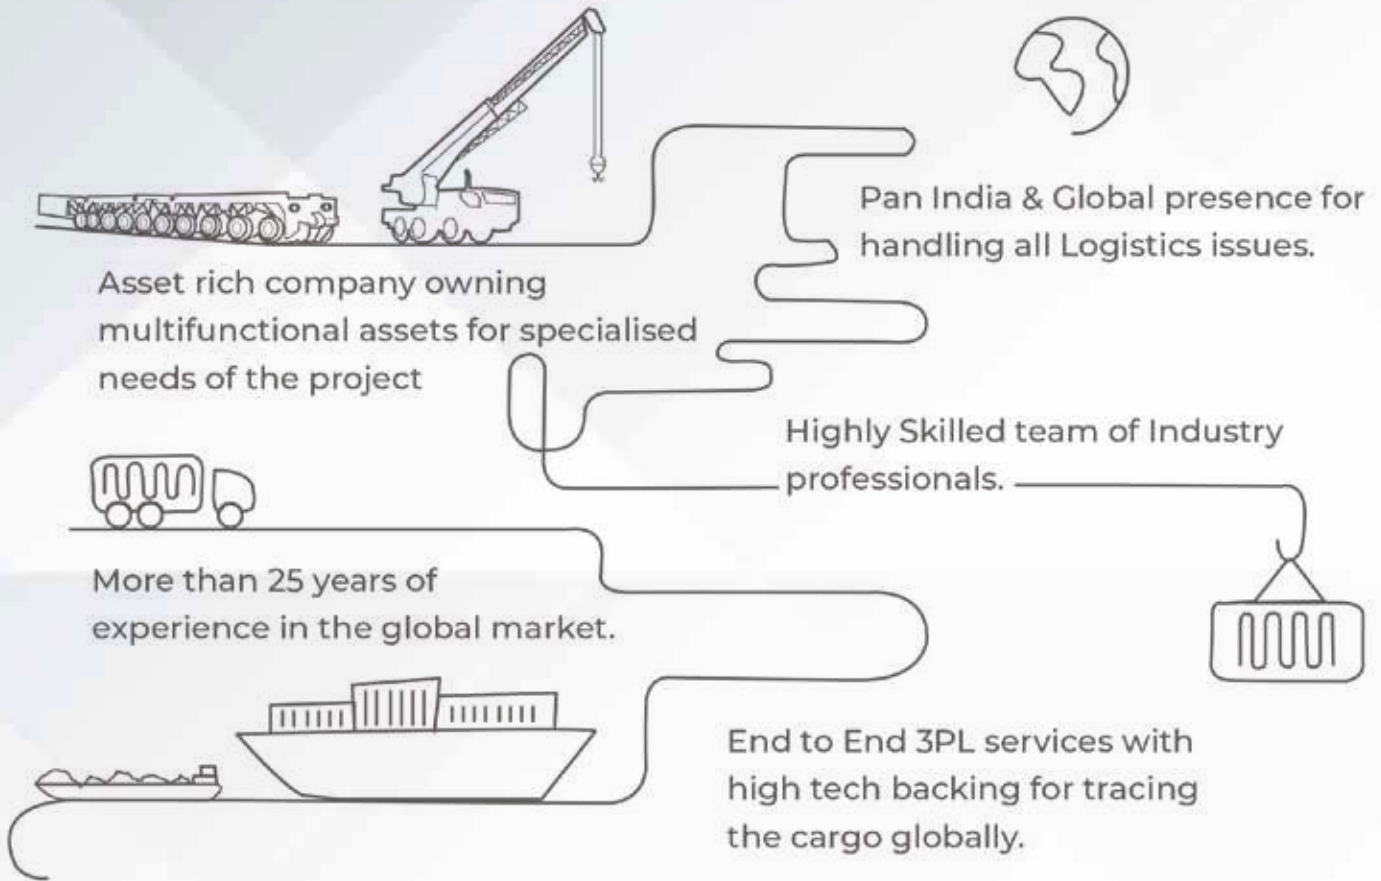 Pan India & Global presence for
handling all Logistics issues.
Asset rich company owning
multifunctional assets for specialised
needs of the project
Highly Skilled team of Industry
professionals.
More than 25 years of
experience in the global market.
End to End 3PL services with
high tech backing for tracing
the cargo globally.